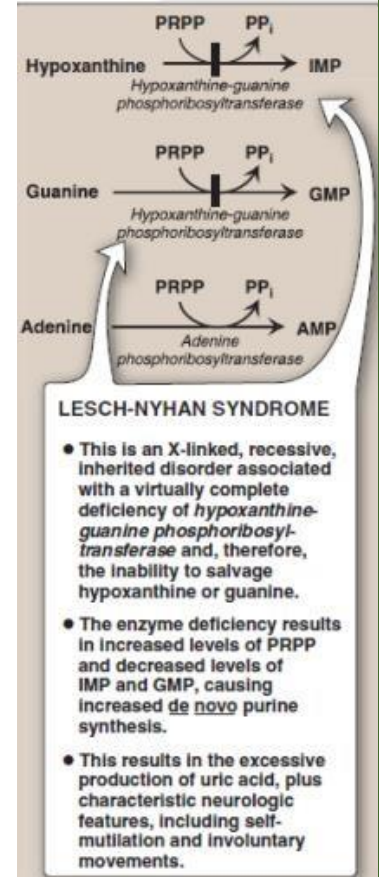 PRPP PPi
Hypoxanthine IMP
Hypoxanthine-guanine
phosphoribosyltransferase
PRPP PPi
Guanine GMP
Hypoxanthine-guanine
phosphoribosyltransferase
PRPP PPi
Adenine AMP
Adenine
phosphoribosyltransferase
LESCH-NYHAN SYNDROME
• This is an X-linked, recessive,
inherited disorder associated
with a virtually complete
deficiency of hypoxanthine-
guanine phosphoribosyl-
transferase and, therefore,
the inability to salvage
hypoxanthine or guanine.
• The enzyme deficiency results
in increased levels of PRPP
and decreased levels of
IMP and GMP, causing
increased de novo purine
synthesis.
• This results in the excessive
production of uric acid, plus
characteristic neurologic
features, including self-
mutilation and involuntary
movements.